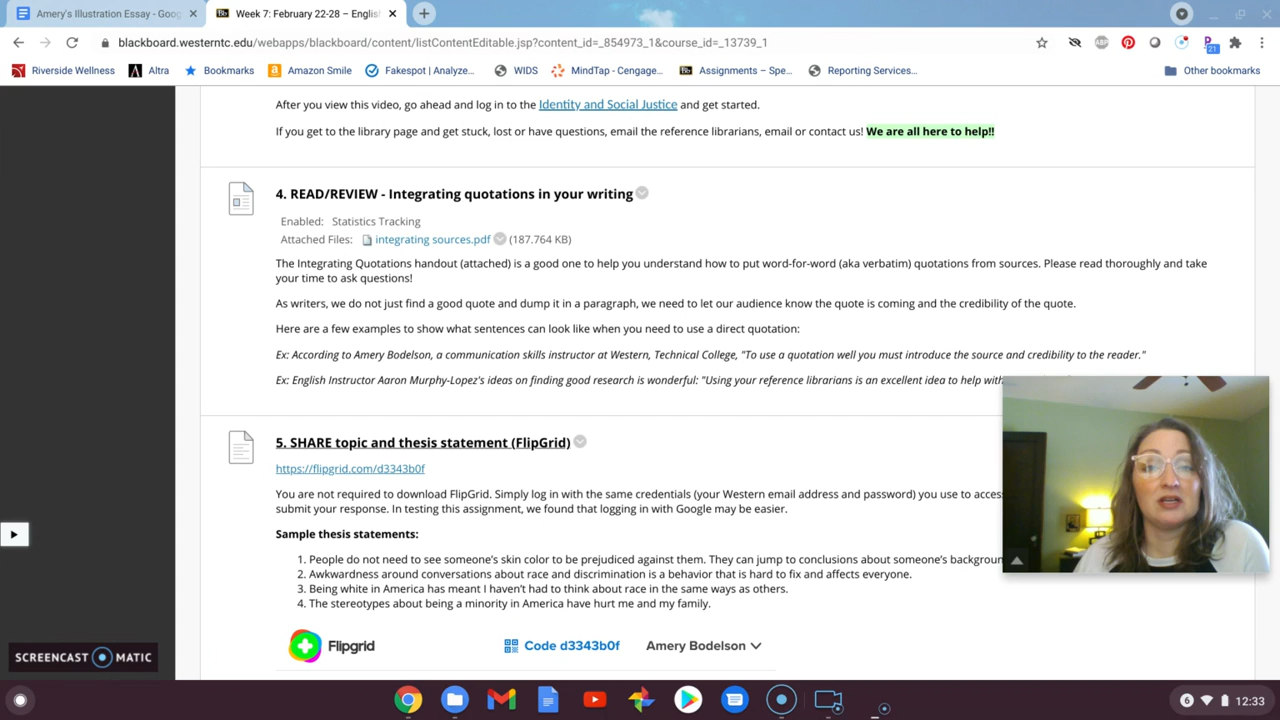 Amery's Illustration Essay - Goog
Week 7: February 22-28 – Englis
blackboard.westerntc.edu/webapps/blackboard/content/listContentEditable.jsp?content_id=_854973_1&course_id=_13739_1
ABP
21
Riverside Wellness
Altra
Bookmarks
Amazon Smile
Fakespot | Analyze...
WIDS
MindTap - Cengage...
Bb
Assignments – Spe...
Reporting Services...
Other bookmarks
After you view this video, go ahead and log in to the Identity and Social Justice and get started.
If you get to the library page and get stuck, lost or have questions, email the reference librarians, email or contact us! We are all here to help!!
4. READ/REVIEW - Integrating quotations in your writing
Enabled: Statistics Tracking
Attached Files: integrating sources.pdf (187.764 KB)
The Integrating Quotations handout (attached) is a good one to help you understand how to put word-for-word (aka verbatim) quotations from sources. Please read thoroughly and take
your time to ask questions!
As writers, we do not just find a good quote and dump it in a paragraph, we need to let our audience know the quote is coming and the credibility of the quote.
Here are a few examples to show what sentences can look like when you need to use a direct quotation:
Ex: According to Amery Bodelson, a communication skills instructor at Western, Technical College, "To use a quotation well you must introduce the source and credibility to the reader."
Ex: English Instructor Aaron Murphy-Lopez's ideas on finding good research is wonderful: "Using your reference librarians is an excellent idea to help with
5. SHARE topic and thesis statement (FlipGrid)
https://flipgrid.com/d3343b0f
You are not required to download FlipGrid. Simply log in with the same credentials (your Western email address and password) you use to acces
submit your response. In testing this assignment, we found that logging in with Google may be easier.
Sample thesis statements:
1. People do not need to see someone's skin color to be prejudiced against them. They can jump to conclusions about someone's backgroun
2. Awkwardness around conversations about race and discrimination is a behavior that is hard to fix and affects everyone.
3. Being white in America has meant I haven't had to think about race in the same ways as others.
4. The stereotypes about being a minority in America have hurt me and my family.
Flipgrid
Code d3343b0f
Amery Bodelson
SCREENCAST MATIC
6
12:33